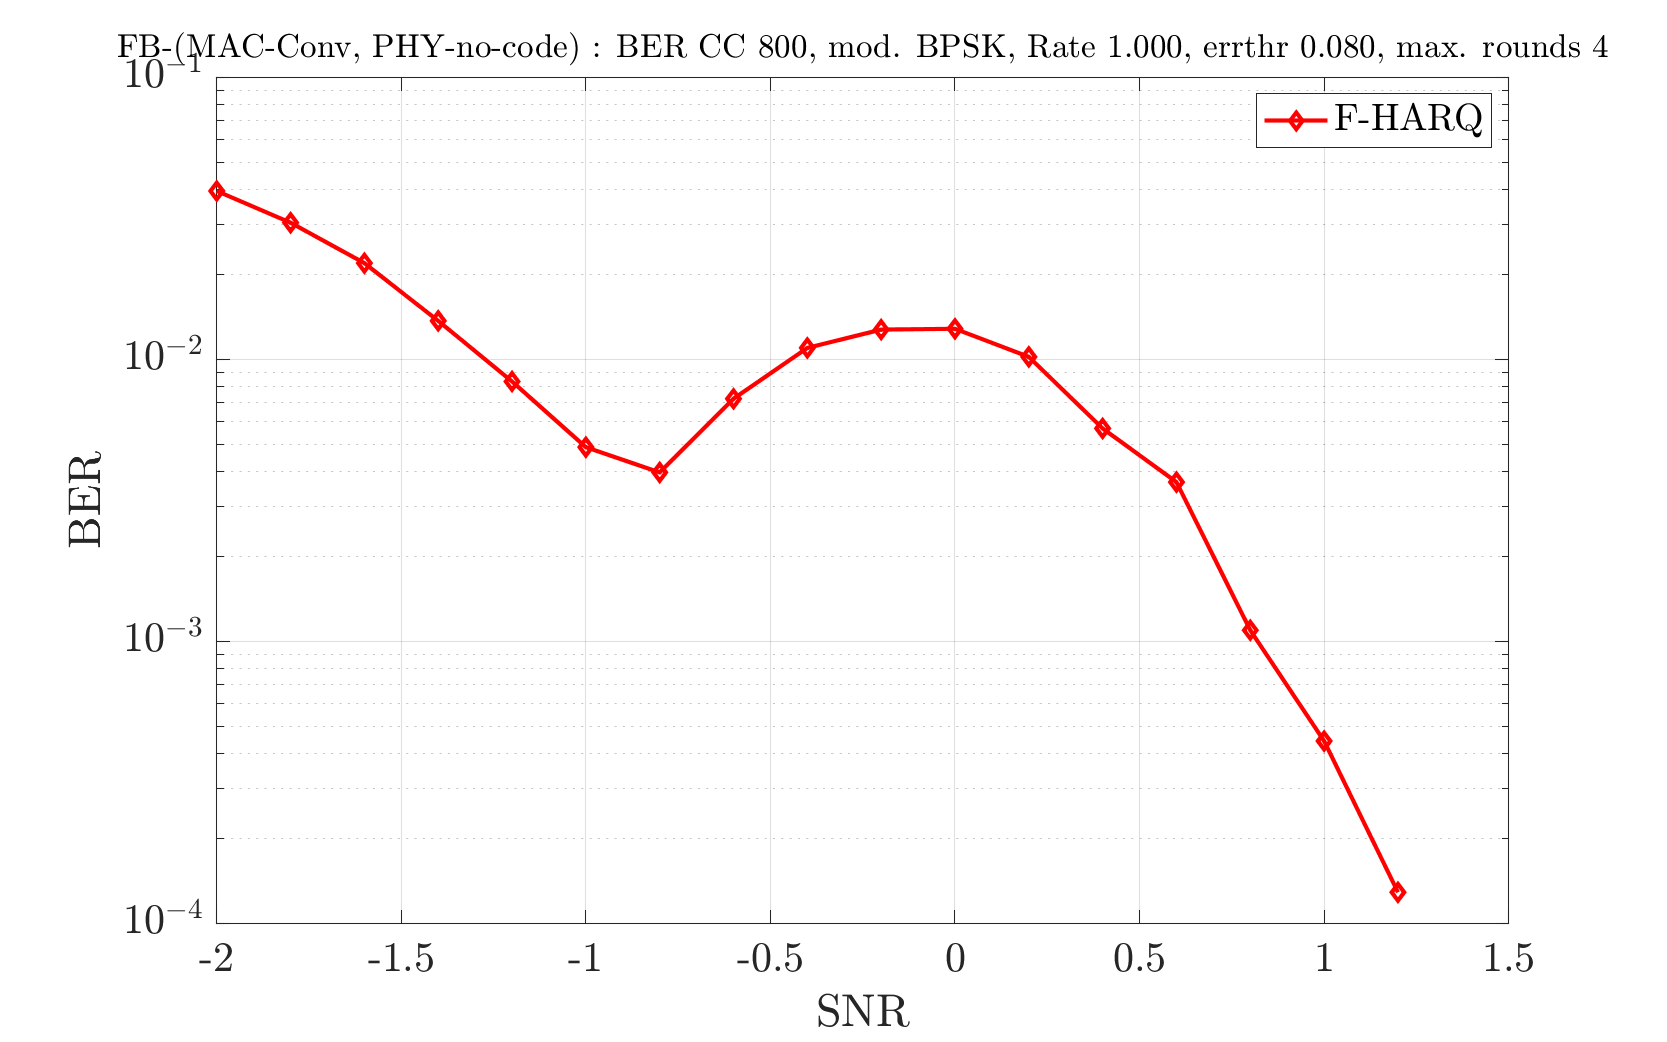 FB-(MAC-Conv, PHY-no-code) : BER CC 800, mod. BPSK, Rate 1.000, errthr 0.080, max. rounds 4
10^{-1}
F-HARQ
10^{-2}
BER
10^{-3}
10^{-4}
-2 -1.5 -1 -0.5 0 0.5 1 1.5
SNR